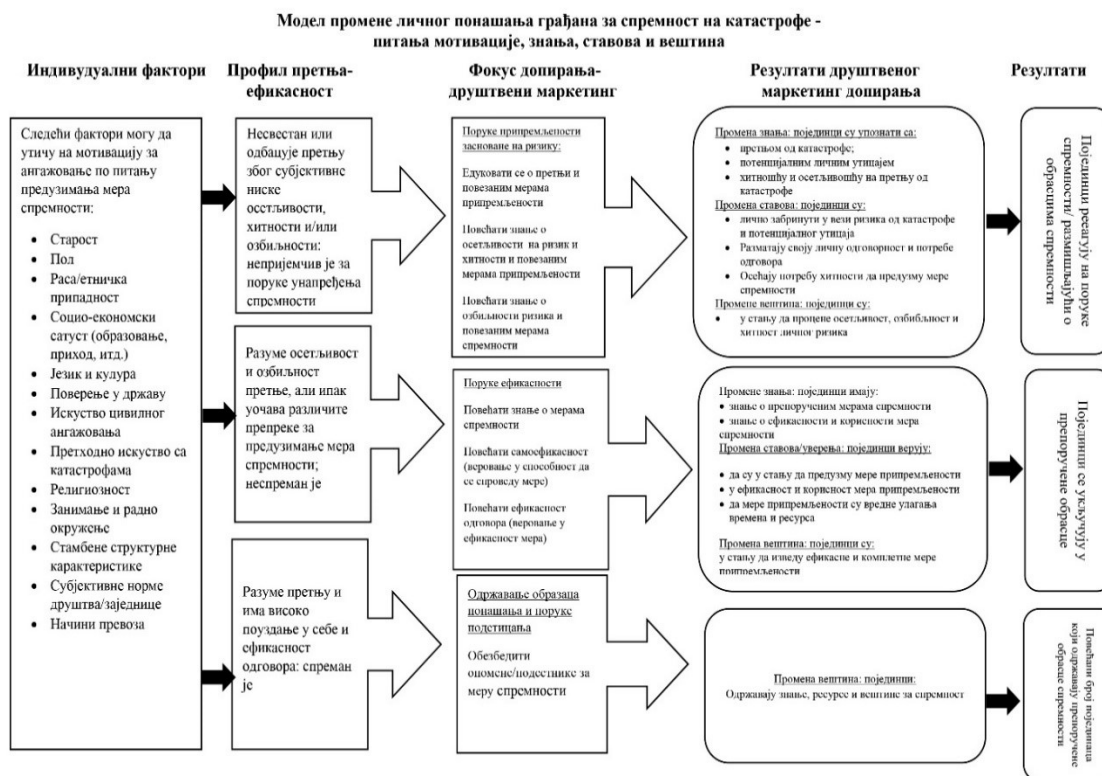 Модел промене личног понашања грађана за спремност на катастрофе -
питања мотивације, знања, ставова и вештина
Индивидуални фактори
Следећи фактори могу да
утичу на мотивацију за
ангажовање по питању
предузимања мера
спремности:
Старост
Пол
Раса/етничка
припадност
Социо-економски
сатуст (образовање,
приход, итд.)
Језик и кулура
Поверење у државу
Искуство цивилног
ангажовања
Претходно искуство са
катастрофама
Религиозност
Занимање и радно
окружење
Стамбене структурне
карактеристике
Субјективне норме
друштва/заједнице
Начини превоза
Профил претња-
ефикасност
Несвестан или
одбацује претњу
због субјективне
ниске
осетљивости,
хитности и/или
озбиљности:
непријемчив је за
поруке унапређења
спремности
Разуме осетљивост
и озбиљност
претње, али ипак
уочава различите
препреке за
предузимање мера
спремности;
неспреман је
Разуме претњу и
има високо
поуздање у себе и
ефикасност
одговора: спреман
је
Фокус допирања-
друштвени маркетинг
Поруке припремљености
засноване на ризику
Едуковати се о претњи и
повезаним мерама
припремљености
Повећати знање о
осетљивости на ризик и
хитности и повезаним
мерама припремљености
Повећати знање о
озбиљности ризика и
повезаним мерама
спремности
Поруке ефикасности
Повећати знање о мерама
спремности
Повећати самоефикасност
(веровање у способност да
се спроведу мере)
Повећати ефикасност
одговора (веровање у
ефикасност мера)
Одржавање образаца
понашања и поруке
подстицања
Обезбедити
опомене/подсетнике за
меру спремности
Резултати друштвеног
маркетинг допирања
Промена знања: појединци су упознати са:
претњом од катастрофе;
потенцијалним личним утицајем
хитношћу и осетљивошћу на претњу од
катастрофе
Промена ставова: појединци су:
лично забринути у вези ризика од катастрофе
и потенцијалног утицаја
Разматају своју личну одговорност и потребе
одговора
Осећају потребу хитности да предузму мере
спремности
Промене вештина: појединци су:
у стању да процене осетљивост, озбиљност и
хитност личног ризика
Промене знања: појединци имају:
знање о препорученим мерама спремности
знање о ефикасности и корисности мера
спремности
Промена ставова/уверења: појединци верују:
да су у стању да предузму мере припремљености
у ефикасност и корисност мера припремљености
да мере припремљености су вредне улагања
времена и ресурса
Промена вештина: појединци су:
у стању да изведу ефикасне и комплетне мере
припремљености
Промена вештина: појединци:
Одржавају знање, ресурсе и вештине за спремност
Резултати
Појединци реeагују на поруке
спремности/ размишљајући о
обрасцима спремности
Појединци се укључују у
препоручене обрасце
Повећани број појединаца
који одржавају препоручене
обрасце спремности